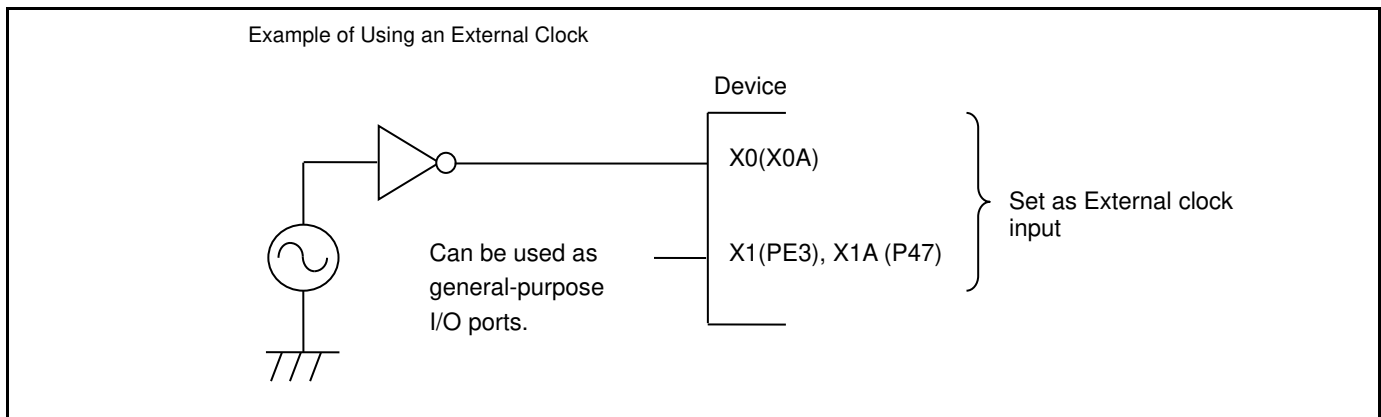 Example of Using an External Clock
Device
X0(X0A)
Set as External clock
input
Can be used as
general-purpose
I/O ports.
X1(PE3), X1A (P47)